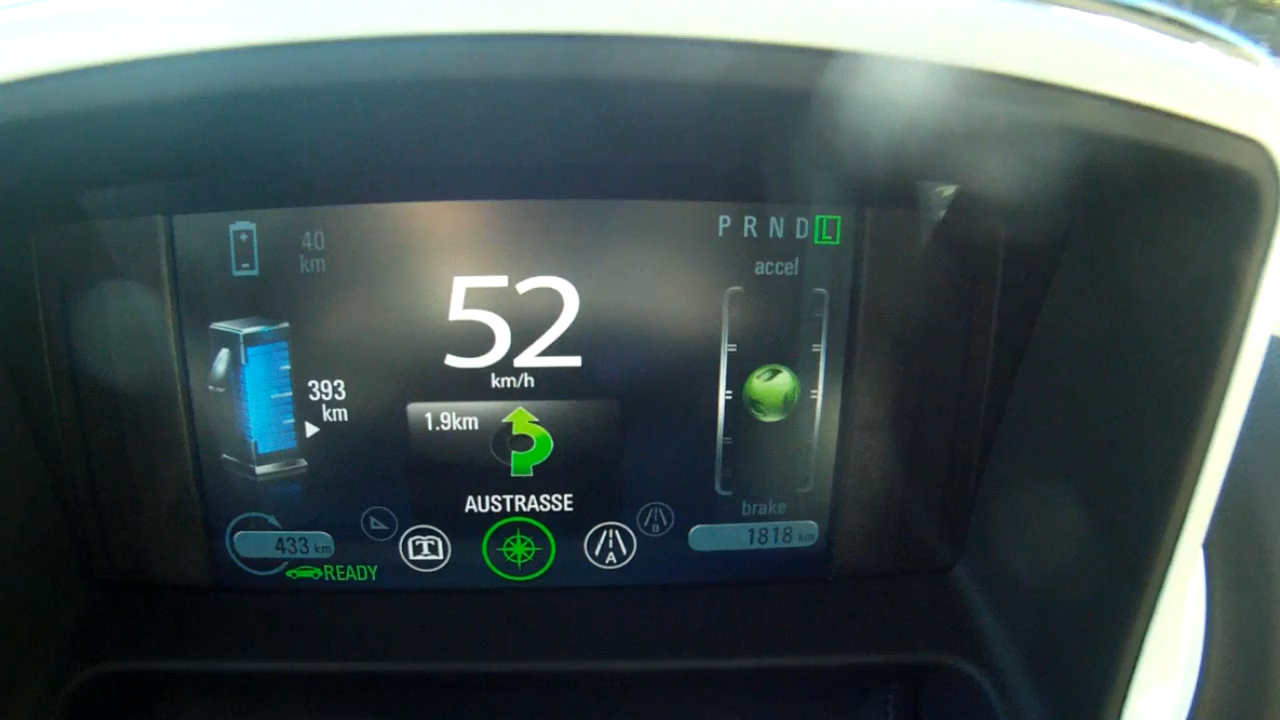 40
km
P R N D L
accel
52
km/h
393
km
1.9km
AUSTRASSE
brake
433 km
T
A
B
1818 km
READY